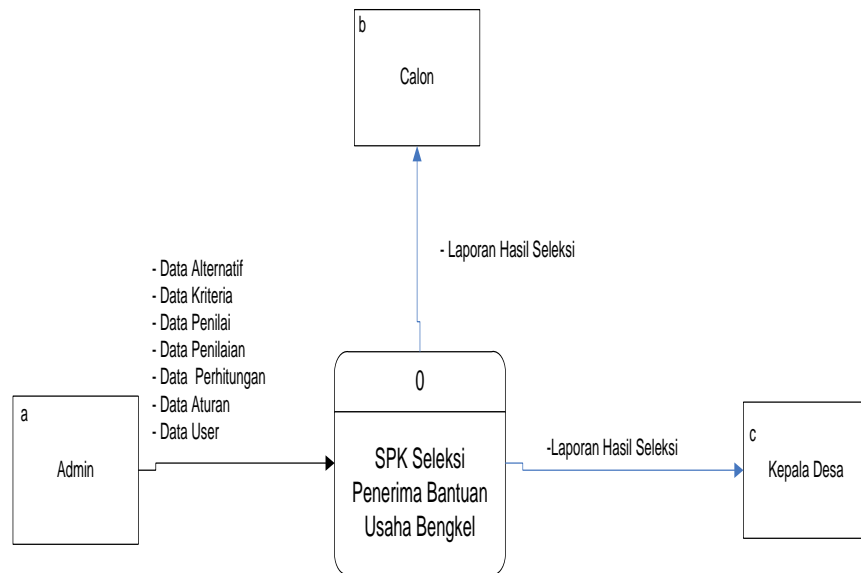 b
Calon
- Laporan Hasil Seleksi
- Data Alternatif
- Data Kriteria
- Data Penilai
- Data Penilaian
- Data Perhitungan
- Data Aturan
- Data User
a
Admin
0
SPK Seleksi
Penerima Bantuan
Usaha Bengkel
-Laporan Hasil Seleksi
c
Kepala Desa